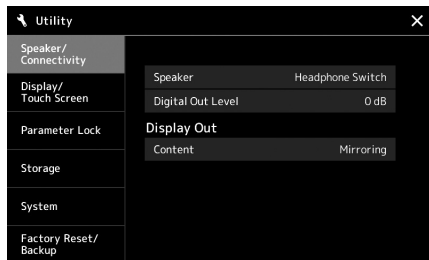 Utility
Speaker/
Connectivity
Display/
Touch Screen
Parameter Lock
Storage
System
Factory Reset/
Backup
Speaker Headphone Switch
Digital Out Level 0 dB
Display Out
Content Mirroring